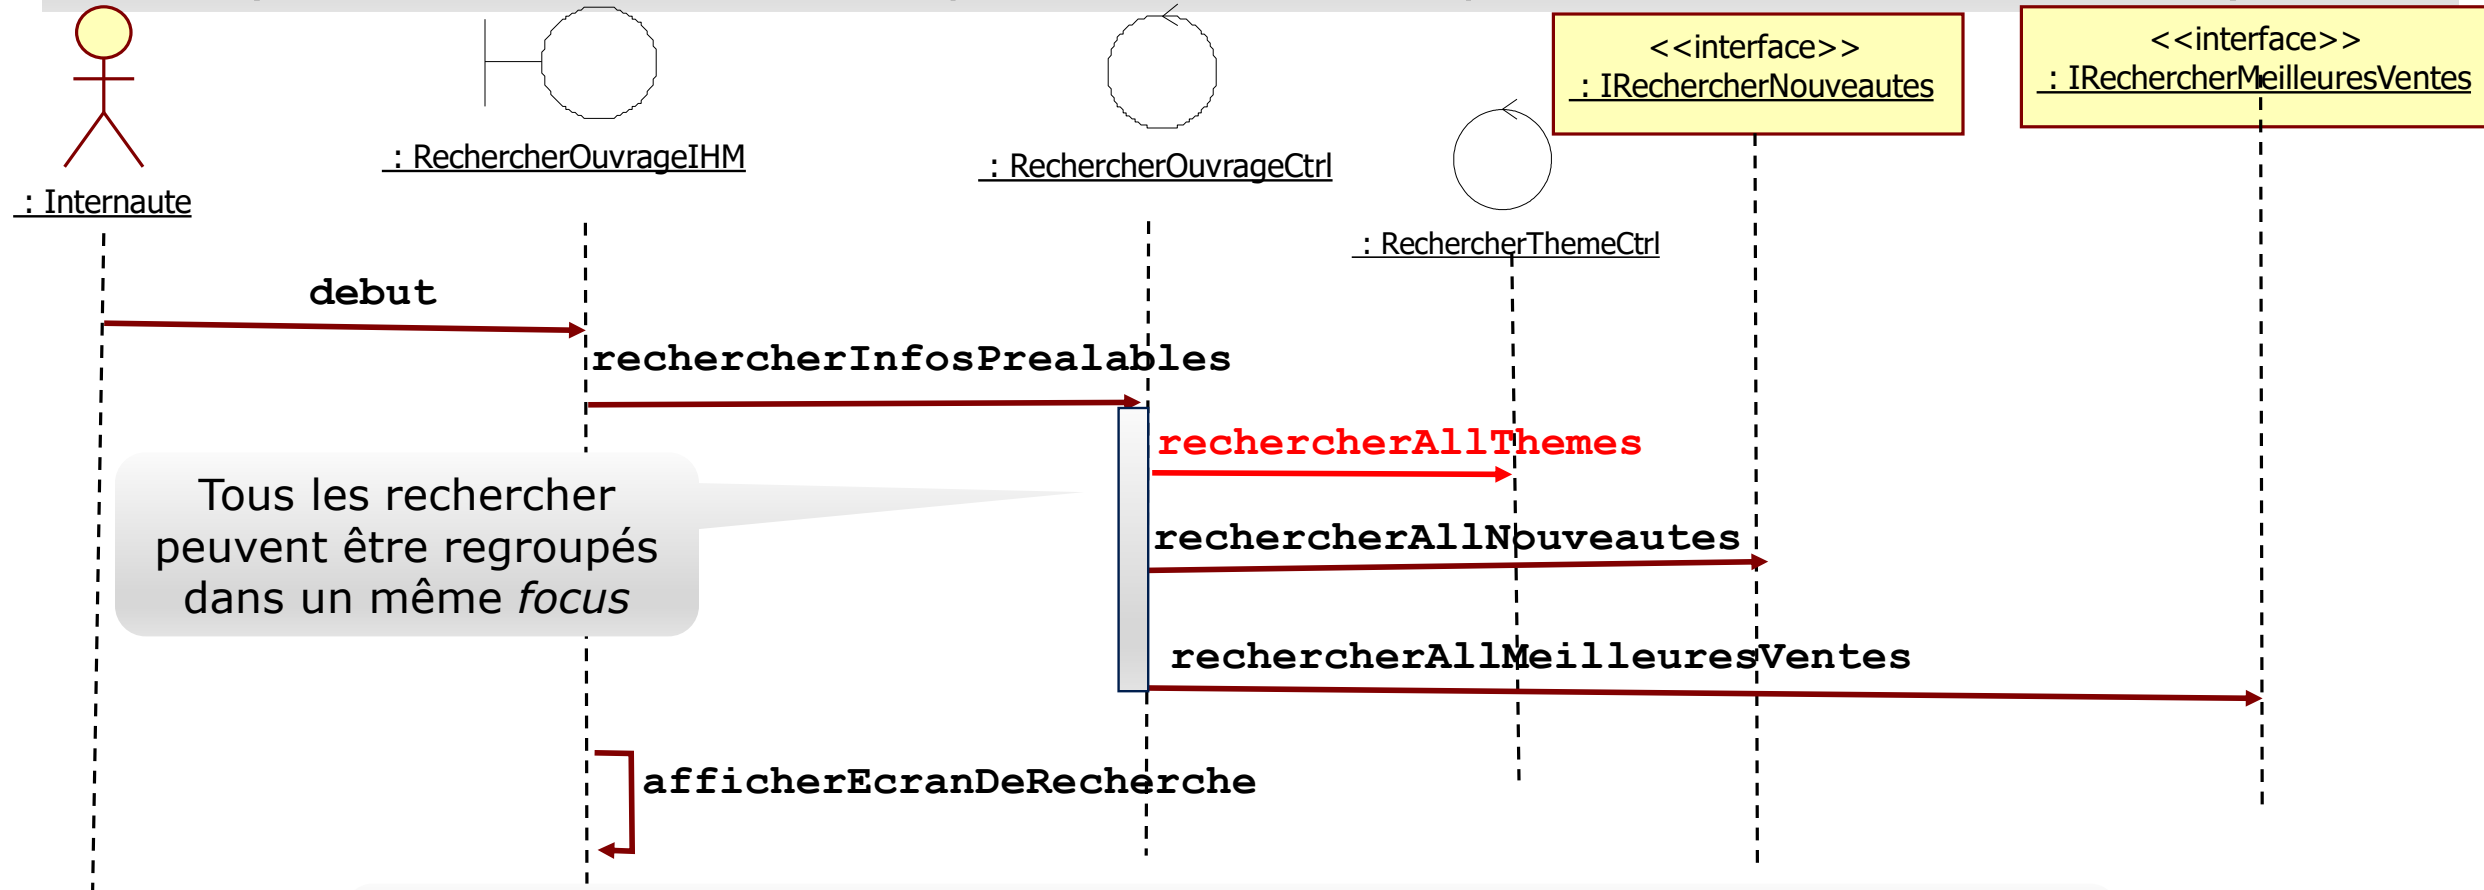 <<interface>>
: IRechercherNouveautes
<<interface>>
: IRechercherMeilleuresVentes
: RechercherOuvrageIHM
: RechercherOuvrageCtrl
: Internaute
: RechercherThemeCtrl
debut
rechercherInfosPrealables
rechercherAllThemes
Tous les rechercher
peuvent être regroupés
dans un même focus
rechercherAllNouveautes
rechercherAllMeilleuresVentes
afficherEcranDeRecherche